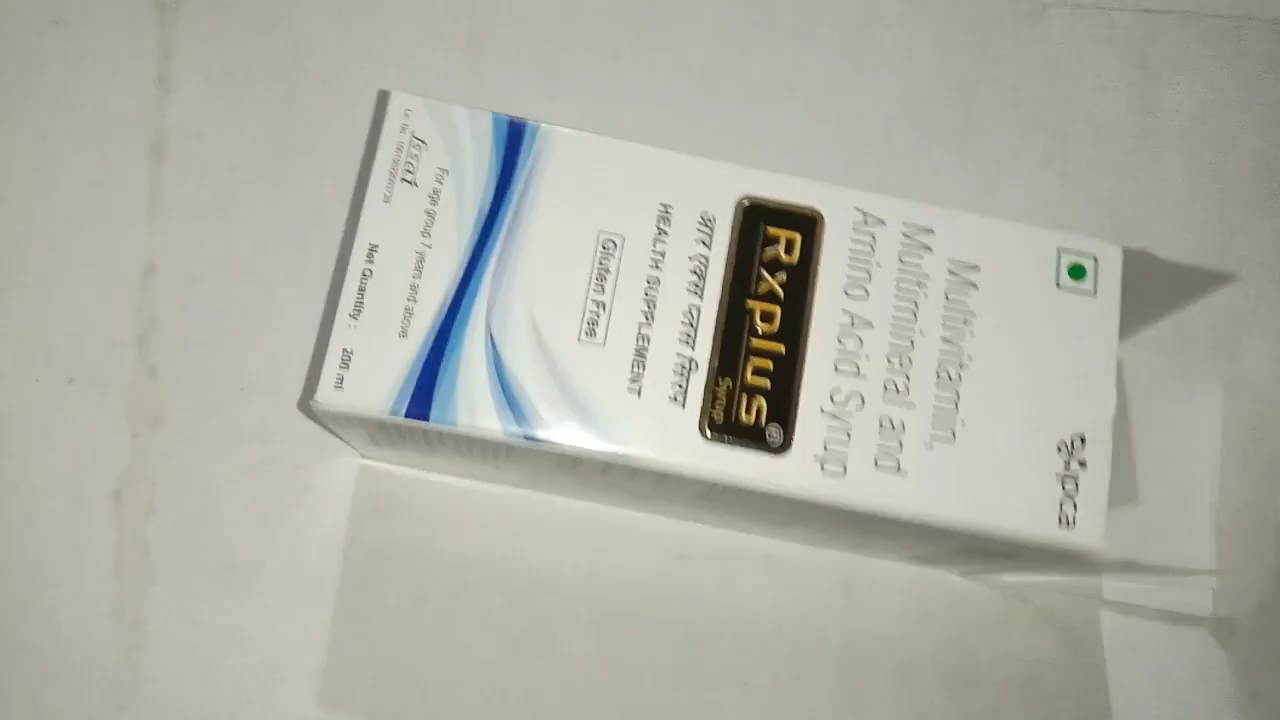 ipca
Multivitamin,
Multimineral and
Amino Acid Syrup
Rxplus®
Syrup
आर एक्स प्लस सिरप
HEALTH SUPPLEMENT
Gluten Free
For age group 7 years and above
fssai
Net Quantity : 200 ml